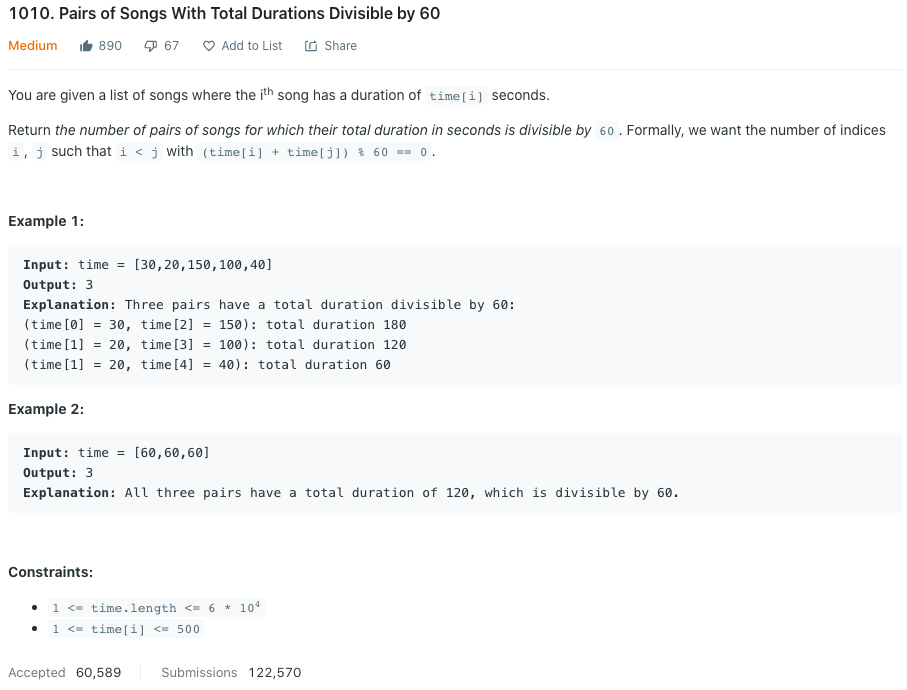 1010. Pairs of Songs With Total Durations Divisible by 60
Medium 890 67 Add to List Share
You are given a list of songs where the ith song has a duration of time[i] seconds.
Return the number of pairs of songs for which their total duration in seconds is divisible by 60. Formally, we want the number of indices
i, j such that i < j with (time[i] + time[j]) % 60 == 0.
Example 1:
Input: time = [30,20,150,100,40]
Output: 3
Explanation: Three pairs have a total duration divisible by 60:
(time[0] = 30, time[2] = 150): total duration 180
(time[1] = 20, time[3] = 100): total duration 120
(time[1] = 20, time[4] = 40): total duration 60
Example 2:
Input: time = [60,60,60]
Output: 3
Explanation: All three pairs have a total duration of 120, which is divisible by 60.
Constraints:
• 1 <= time.length <= 6 * 10⁴
• 1 <= time[i] <= 500
Accepted 60,589 Submissions 122,570